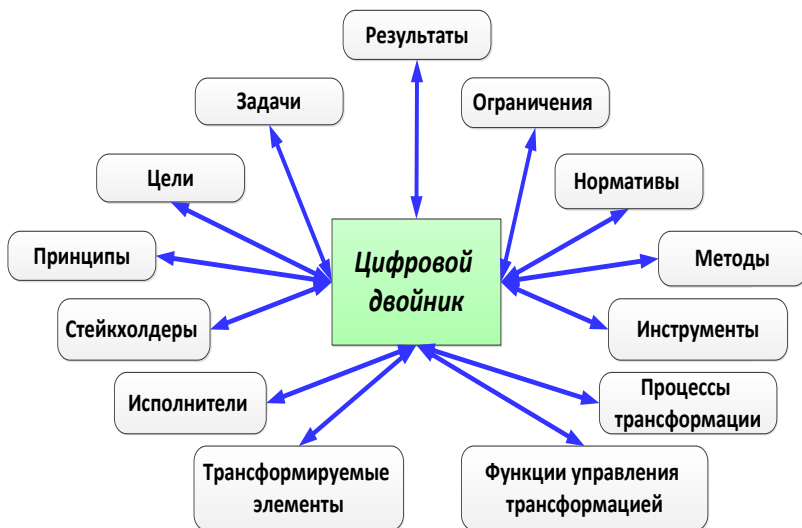 Результаты
Задачи
Ограничения
Цели
Нормативы
Принципы
Цифровой
двойник
Методы
Стейкхолдеры
Инструменты
Исполнители
Процессы
трансформации
Трансформируемые
элементы
Функции управления
трансформацией